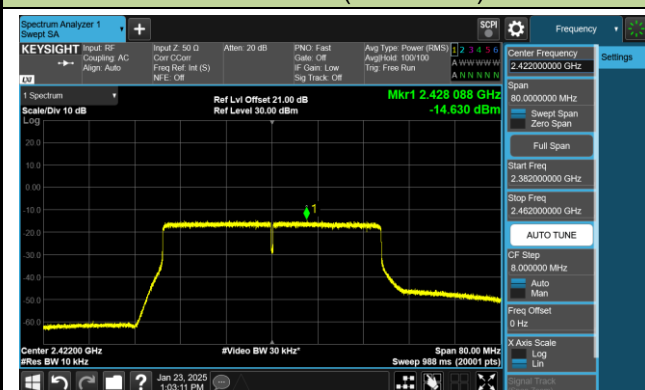 Spectrum Analyzer 1
Swept SA
SCPI
Frequency
KEYSIGHT
Input: RF
Coupling: AC
Align: Auto
Input Z: 50 Ω
Corr CCorr
Freq Ref: Int (S)
NFE: Off
Atten: 20 dB
PNO: Fast
Gate: Off
IF Gain: Low
Sig Track: Off
Avg Type: Power (RMS)
Avg|Hold: 100/100
Trig: Free Run
1 2 3 4 5 6
A W W W W W
A N N N N N
LXI
1 Spectrum
Scale/Div 10 dB
Log
Ref Lvl Offset 21.00 dB
Ref Level 30.00 dBm
Mkr1 2.428 088 GHz
-14.630 dBm
20.0
10.0
0.00
-10.0
-20.0
-30.0
-40.0
-50.0
-60.0
1
Center 2.42200 GHz
#Res BW 10 kHz
#Video BW 30 kHz*
Span 80.00 MHz
Sweep 988 ms (20001 pts)
Jan 23, 2025
1:03:11 PM
Center Frequency
2.422000000 GHz
Settings
Span
80.0000000 MHz
Swept Span
Zero Span
Full Span
Start Freq
2.382000000 GHz
Stop Freq
2.462000000 GHz
AUTO TUNE
CF Step
8.000000 MHz
Auto
Man
Freq Offset
0 Hz
X Axis Scale
Log
Lin
Signal Track